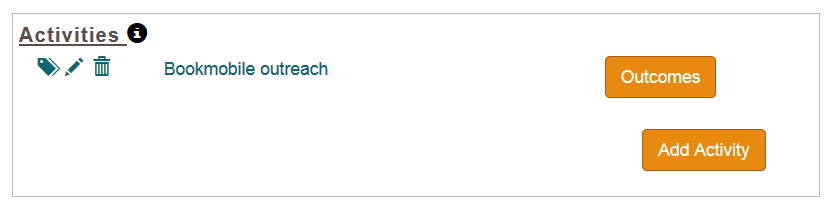 Activities
Bookmobile outreach
Outcomes
Add Activity